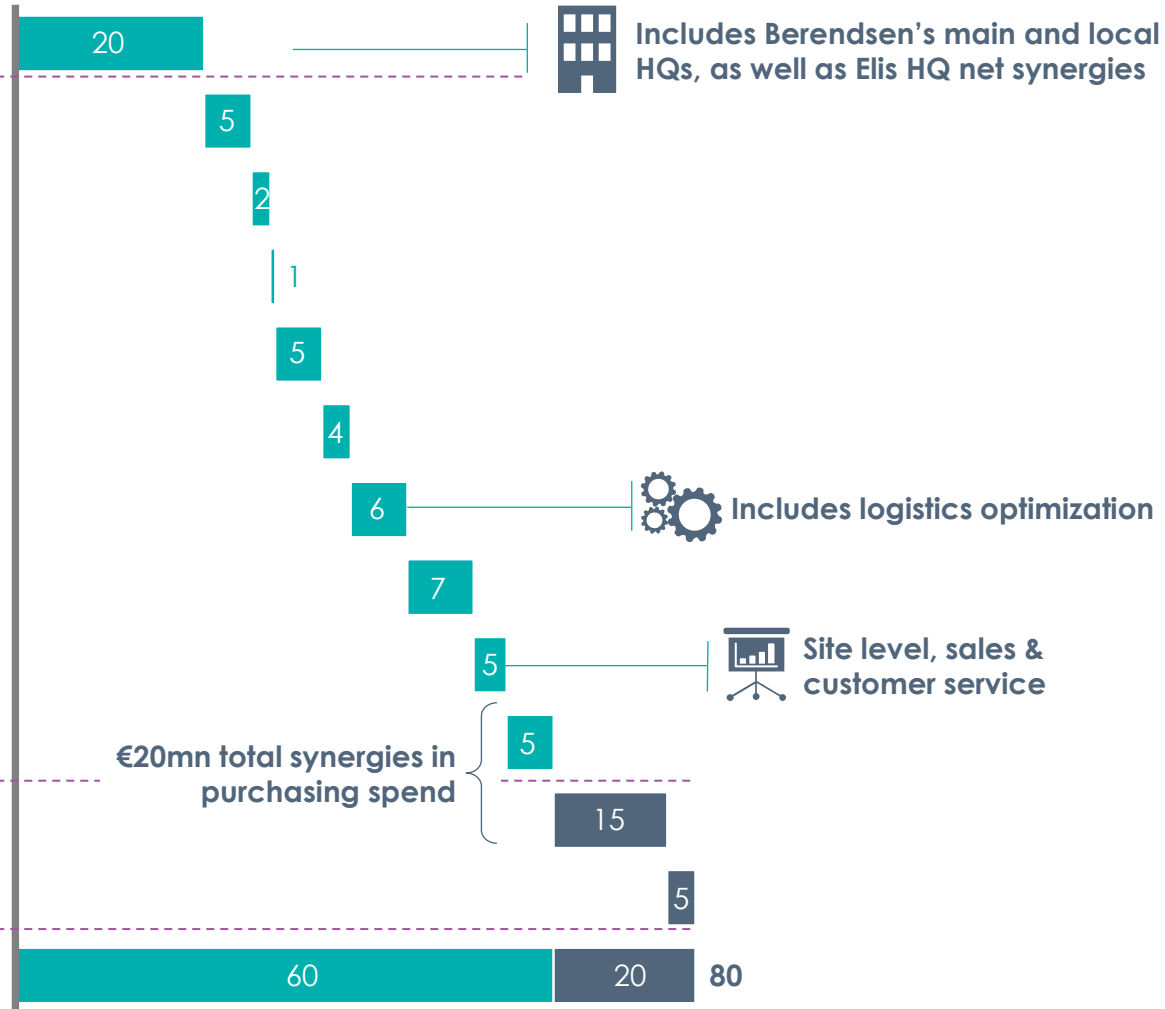 20
Includes Berendsen’s main and local
HQs, as well as Elis HQ net synergies
5
2
1
5
4
6
Includes logistics optimization
7
5
Site level, sales &
customer service
5
€20mn total synergies in
purchasing spend
15
5
60
20
80